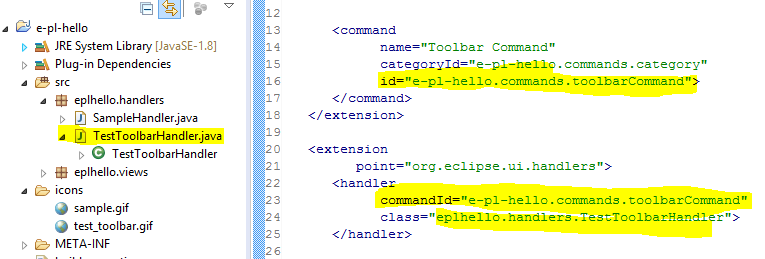 e-pl-hello
JRE System Library [JavaSE-1.8]
Plug-in Dependencies
src
eplhello.handlers
SampleHandler.java
TestToolbarHandler.java
TestToolbarHandler
eplhello.views
icons
sample.gif
test_toolbar.gif
META-INF
12
13 <command
14 name="Toolbar Command"
15 categoryId="e-pl-hello.commands.category"
16 id="e-pl-hello.commands.toolbarCommand">
17 </command>
18 </extension>
19
20 <extension
21 point="org.eclipse.ui.handlers">
22 <handler
23 commandId="e-pl-hello.commands.toolbarCommand"
24 class="eplhello.handlers.TestToolbarHandler">
25 </handler>
26